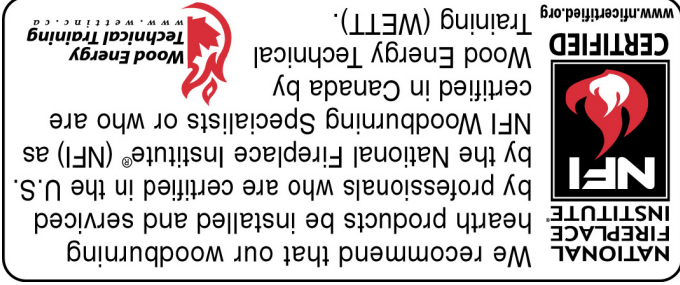 NATIONAL
FIREPLACE
INSTITUTE®
NFI
CERTIFIED
www.nficertified.org
We recommend that our woodburning
hearth products be installed and serviced
by professionals who are certified in the U.S.
by the National Fireplace Institute® (NFI) as
NFI Woodburning Specialists or who are
certified in Canada by
Wood Energy Technical
Training (WETT).
Wood Energy
Technical Training
www.wettinc.ca